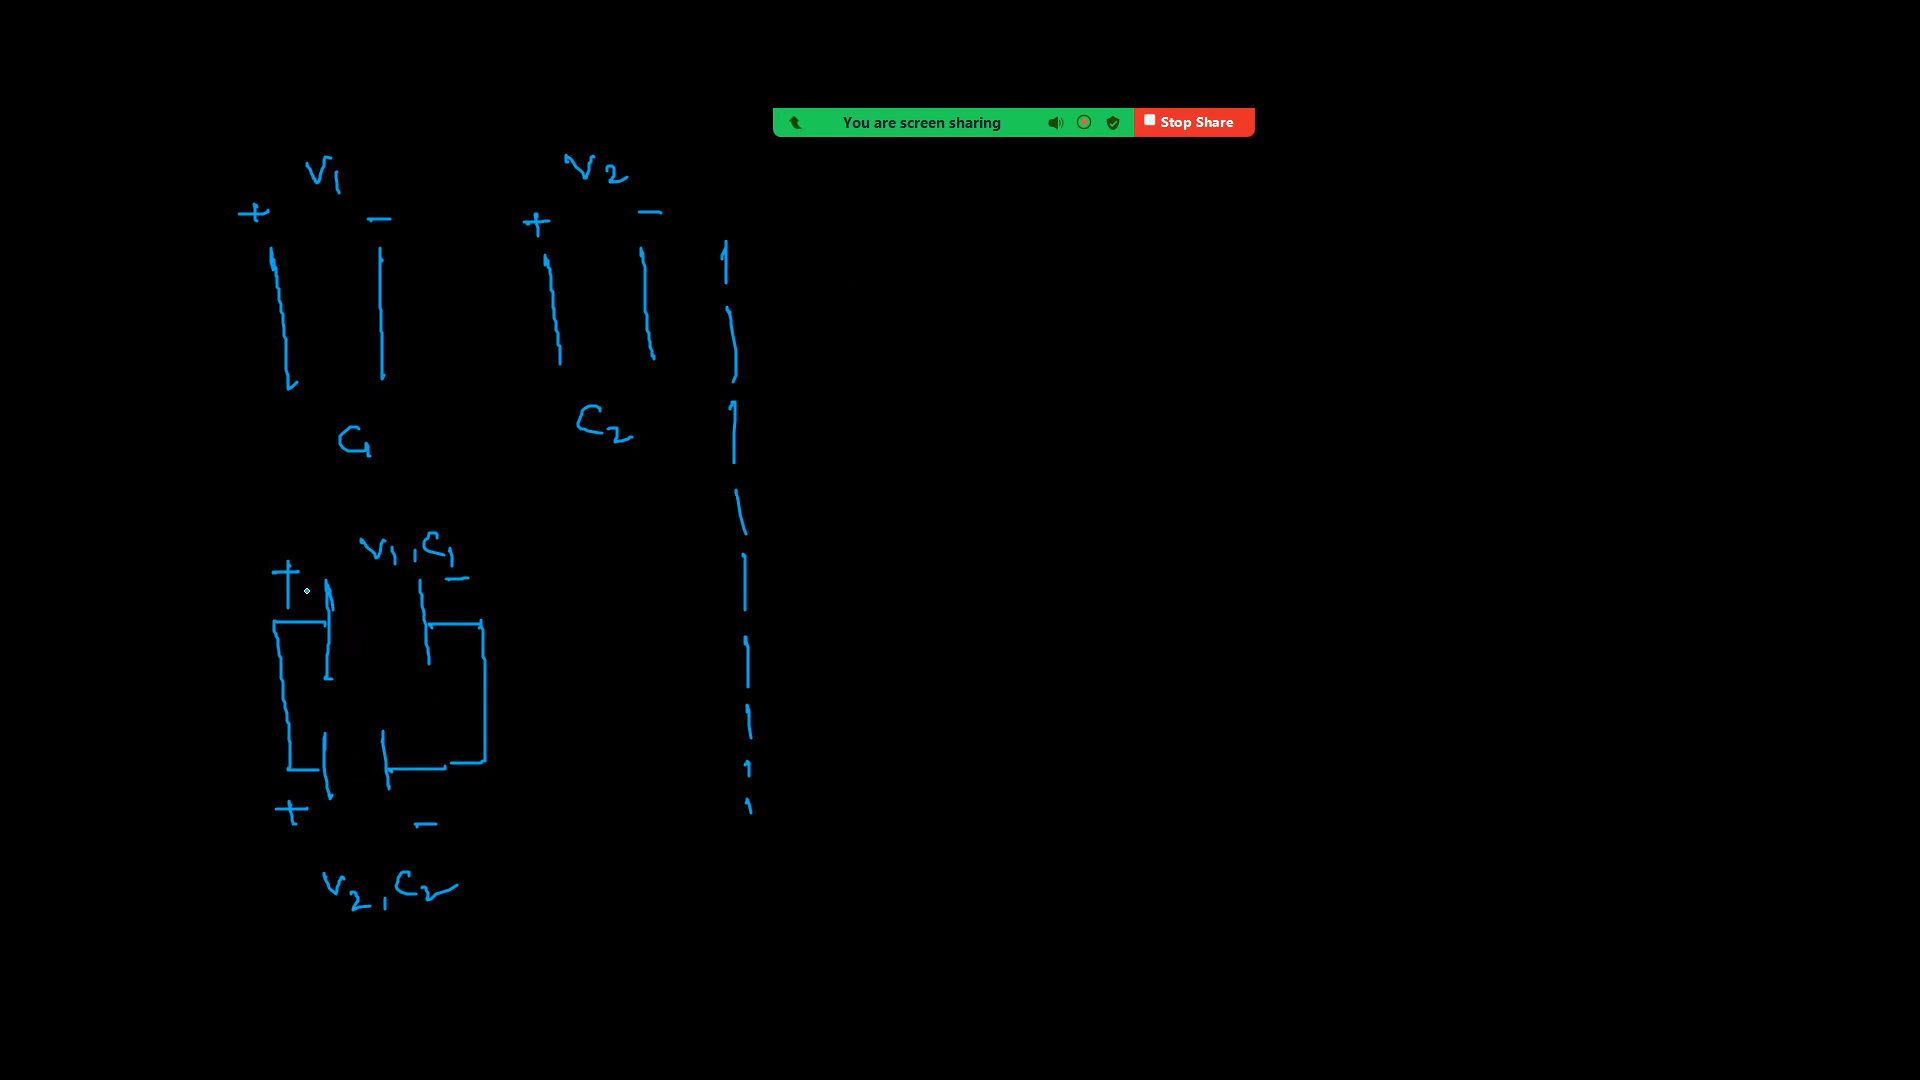 You are screen sharing Stop Share
V1 V2
+ - + -
C1 C2
V1, C1
+ -
+ -
V2, C2